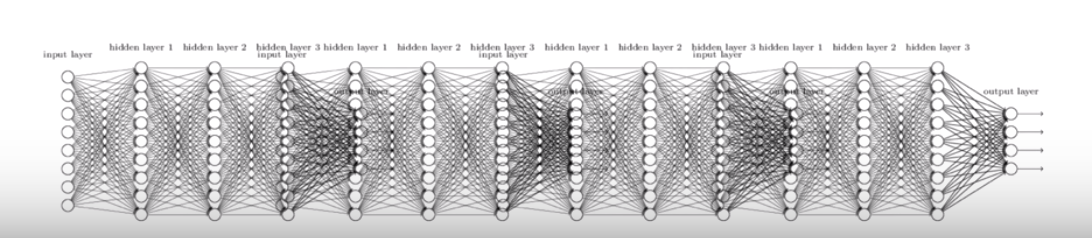 hidden layer 1 hidden layer 2 hidden layer 3 hidden layer 1 hidden layer 2 hidden layer 3 hidden layer 1 hidden layer 2 hidden layer 3 hidden layer 1 hidden layer 2 hidden layer 3
input layer input layer input layer input layer
output layer output layer output layer output layer